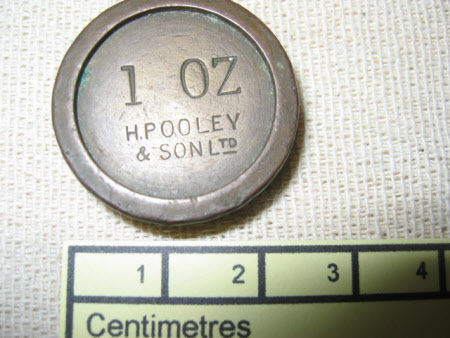 1 OZ
H.POOLEY
& SON LTD
1 2 3 4
Centimetres